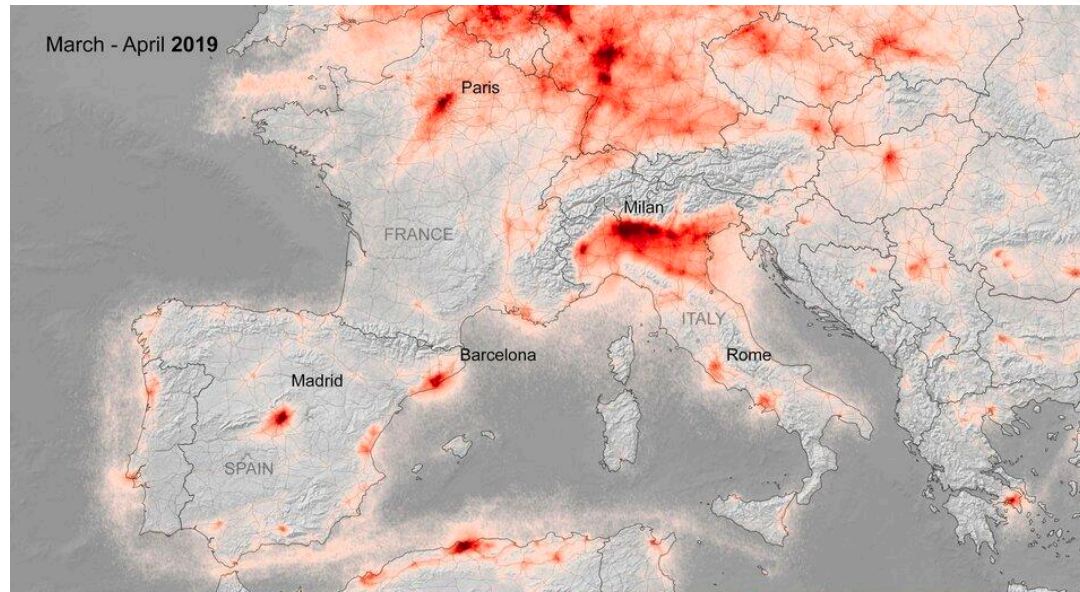 March - April 2019
Paris
Milan
FRANCE
ITALY
Barcelona
Rome
Madrid
SPAIN